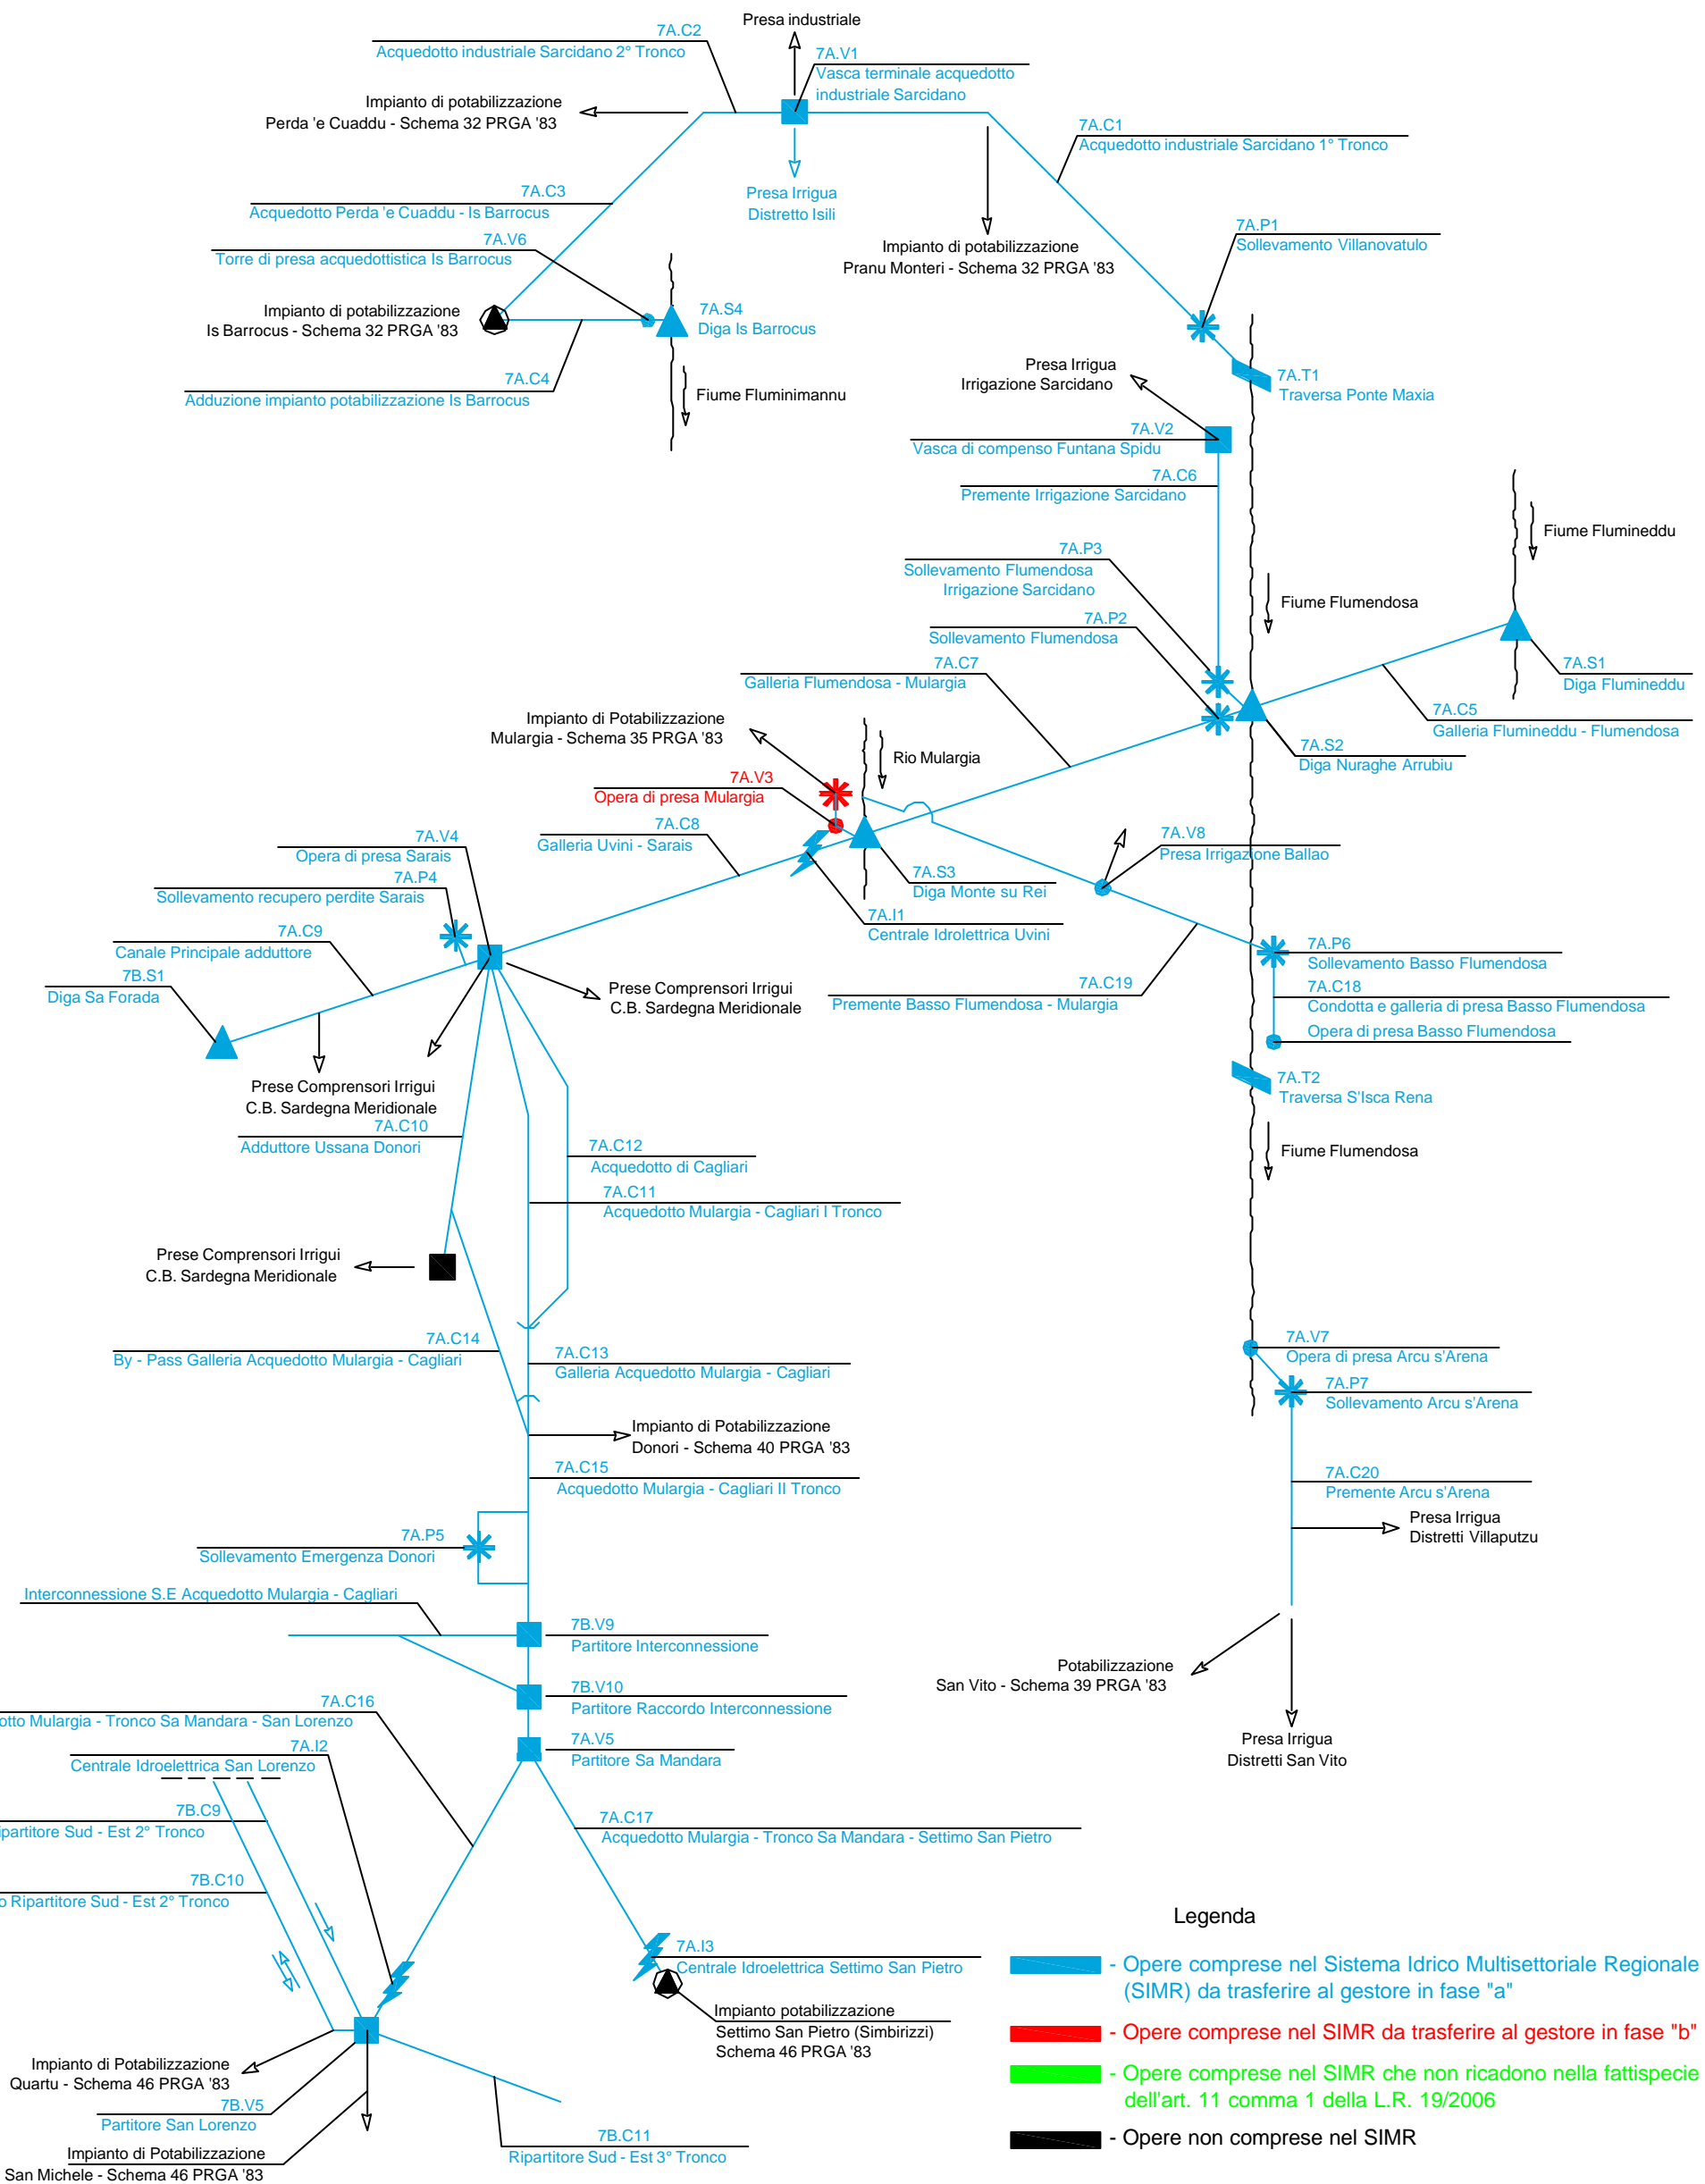 Presa industriale
7A.C2
Acquedotto industriale Sarcidano 2° Tronco
7A.V1
Vasca terminale acquedotto
industriale Sarcidano
Impianto di potabilizzazione
Perda 'e Cuaddu - Schema 32 PRGA '83
7A.C1
Acquedotto industriale Sarcidano 1° Tronco
7A.C3
Acquedotto Perda 'e Cuaddu - Is Barrocus
Presa Irrigua
Distretto Isili
7A.V6
Torre di presa acquedottistica Is Barrocus
Impianto di potabilizzazione
Pranu Monteri - Schema 32 PRGA '83
7A.P1
Sollevamento Villanovatulo
Impianto di potabilizzazione
Is Barrocus - Schema 32 PRGA '83
7A.S4
Diga Is Barrocus
7A.C4
Adduzione impianto potabilizzazione Is Barrocus
Fiume Fluminimannu
Presa Irrigua
Irrigazione Sarcidano
7A.T1
Traversa Ponte Maxia
7A.V2
Vasca di compenso Funtana Spidu
7A.C6
Premente Irrigazione Sarcidano
Fiume Flumineddu
7A.P3
Sollevamento Flumendosa
Irrigazione Sarcidano
Fiume Flumendosa
7A.P2
Sollevamento Flumendosa
7A.C7
Galleria Flumendosa - Mulargia
7A.S1
Diga Flumineddu
7A.C5
Galleria Flumineddu - Flumendosa
Impianto di Potabilizzazione
Mulargia - Schema 35 PRGA '83
7A.S2
Diga Nuraghe Arrubiu
Rio Mulargia
7A.V3
Opera di presa Mulargia
7A.C8
Galleria Uvini - Sarais
7A.V4
Opera di presa Sarais
7A.V8
Presa Irrigazione Ballao
7A.P4
Sollevamento recupero perdite Sarais
7A.S3
Diga Monte su Rei
7A.I1
Centrale Idrolettrica Uvini
7A.C9
Canale Principale adduttore
7A.P6
Sollevamento Basso Flumendosa
7B.S1
Diga Sa Forada
Prese Comprensori Irrigui
C.B. Sardegna Meridionale
7A.C19
Premente Basso Flumendosa - Mulargia
7A.C18
Condotta e galleria di presa Basso Flumendosa
Opera di presa Basso Flumendosa
Prese Comprensori Irrigui
C.B. Sardegna Meridionale
7A.T2
Traversa S'Isca Rena
7A.C10
Adduttore Ussana Donori
7A.C12
Acquedotto di Cagliari
Fiume Flumendosa
7A.C11
Acquedotto Mulargia - Cagliari I Tronco
Prese Comprensori Irrigui
C.B. Sardegna Meridionale
7A.C14
By - Pass Galleria Acquedotto Mulargia - Cagliari
7A.C13
Galleria Acquedotto Mulargia - Cagliari
7A.V7
Opera di presa Arcu s'Arena
7A.P7
Sollevamento Arcu s'Arena
Impianto di Potabilizzazione
Donori - Schema 40 PRGA '83
7A.C15
Acquedotto Mulargia - Cagliari II Tronco
7A.C20
Premente Arcu s'Arena
Presa Irrigua
Distretti Villaputzu
7A.P5
Sollevamento Emergenza Donori
Interconnessione S.E Acquedotto Mulargia - Cagliari
7B.V9
Partitore Interconnessione
Potabilizzazione
San Vito - Schema 39 PRGA '83
7B.V10
Partitore Raccordo Interconnessione
7A.C16
otto Mulargia - Tronco Sa Mandara - San Lorenzo
Presa Irrigua
Distretti San Vito
7A.V5
Partitore Sa Mandara
7A.I2
Centrale Idroelettrica San Lorenzo
7B.C9
ipartitore Sud - Est 2° Tronco
7A.C17
Acquedotto Mulargia - Tronco Sa Mandara - Settimo San Pietro
7B.C10
o Ripartitore Sud - Est 2° Tronco
7A.I3
Centrale Idroelettrica Settimo San Pietro
Impianto potabilizzazione
Settimo San Pietro (Simbirizzi)
Schema 46 PRGA '83
Impianto di Potabilizzazione
Quartu - Schema 46 PRGA '83
7B.V5
Partitore San Lorenzo
7B.C11
Ripartitore Sud - Est 3° Tronco
Impianto di Potabilizzazione
San Michele - Schema 46 PRGA '83
Legenda
- Opere comprese nel Sistema Idrico Multisettoriale Regionale
(SIMR) da trasferire al gestore in fase "a"
- Opere comprese nel SIMR da trasferire al gestore in fase "b"
- Opere comprese nel SIMR che non ricadono nella fattispecie
dell'art. 11 comma 1 della L.R. 19/2006
- Opere non comprese nel SIMR